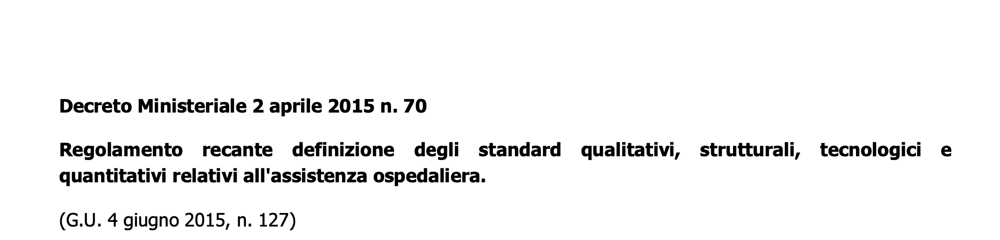 Decreto Ministeriale 2 aprile 2015 n. 70
Regolamento recante definizione degli standard qualitativi, strutturali, tecnologici e
quantitativi relativi all'assistenza ospedaliera.
(G.U. 4 giugno 2015, n. 127)